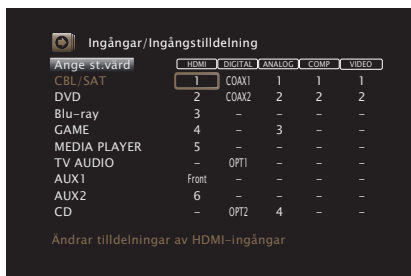 Ingångar/Ingångstilldelning
Ange st.värd HDMI DIGITAL ANALOG COMP VIDEO
CBL/SAT 1 COAX1 1 1 1
DVD 2 COAX2 2 2 2
Blu-ray 3 – – – –
GAME 4 – 3 – –
MEDIA PLAYER 5 – – – –
TV AUDIO – OPT1 – – –
AUX1 Front – – – –
AUX2 6 – – – –
CD – OPT2 4 – –
Ändrar tilldelningar av HDMI-ingångar